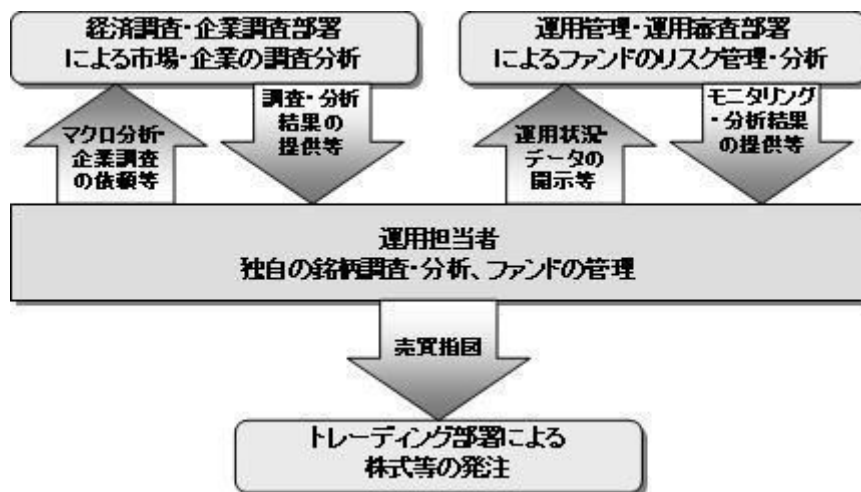 経済調査・企業調査部署
による市場・企業の調査分析
運用管理・運用審査部署
によるファンドのリスク管理・分析
マクロ分析・
企業調査
の依頼等
調査・分析
結果の
提供等
運用状況・
データの
開示等
モニタリング
・分析結果
の提供等
運用担当者
独自の銘柄調査・分析、ファンドの管理
売買指図
トレーディング部署による
株式等の発注